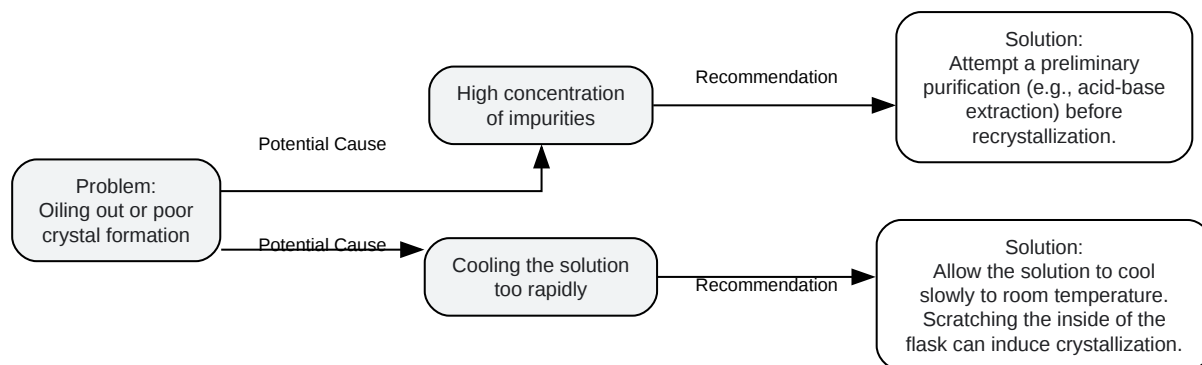 Problem:
Oiling out or poor
crystal formation
Potential Cause
High concentration
of impurities
Recommendation
Solution:
Attempt a preliminary
purification (e.g., acid-base
extraction) before
recrystallization.
Potential Cause
Cooling the solution
too rapidly
Recommendation
Solution:
Allow the solution to cool
slowly to room temperature.
Scratching the inside of the
flask can induce crystallization.